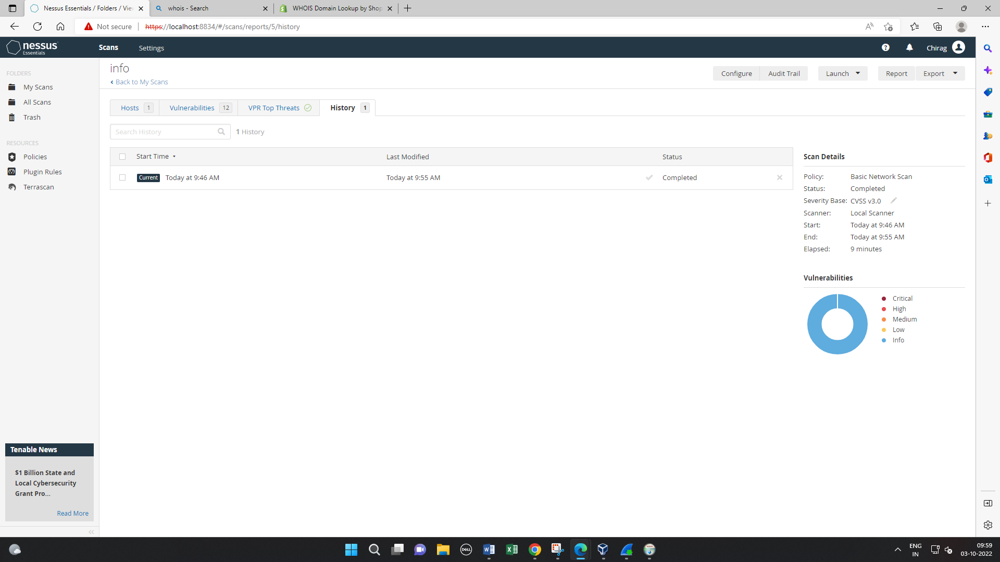 Nessus Essentials / Folders / Vie
whois - Search
WHOIS Domain Lookup by Shop
Not secure
https://localhost:8834/#/scans/reports/5/history
nessus
Essentials
Scans
Settings
Chirag
FOLDERS
My Scans
All Scans
Trash
RESOURCES
Policies
Plugin Rules
Terrascan
info
Back to My Scans
Configure
Audit Trail
Launch
Report
Export
Hosts 1
Vulnerabilities 12
VPR Top Threats
History 1
Search History
1 History
Start Time
Last Modified
Status
Current Today at 9:46 AM
Today at 9:55 AM
Completed
Scan Details
Policy: Basic Network Scan
Status: Completed
Severity Base: CVSS v3.0
Scanner: Local Scanner
Start: Today at 9:46 AM
End: Today at 9:55 AM
Elapsed: 9 minutes
Vulnerabilities
Critical
High
Medium
Low
Info
Tenable News
$1 Billion State and
Local Cybersecurity
Grant Pro...
Read More
DELL
ENG
IN
09:59
03-10-2022